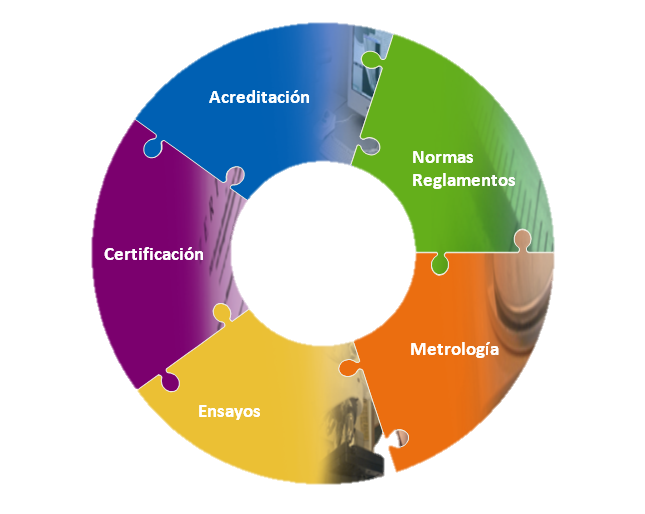 Acreditación
Normas
Reglamentos
Certificación
Metrología
Ensayos